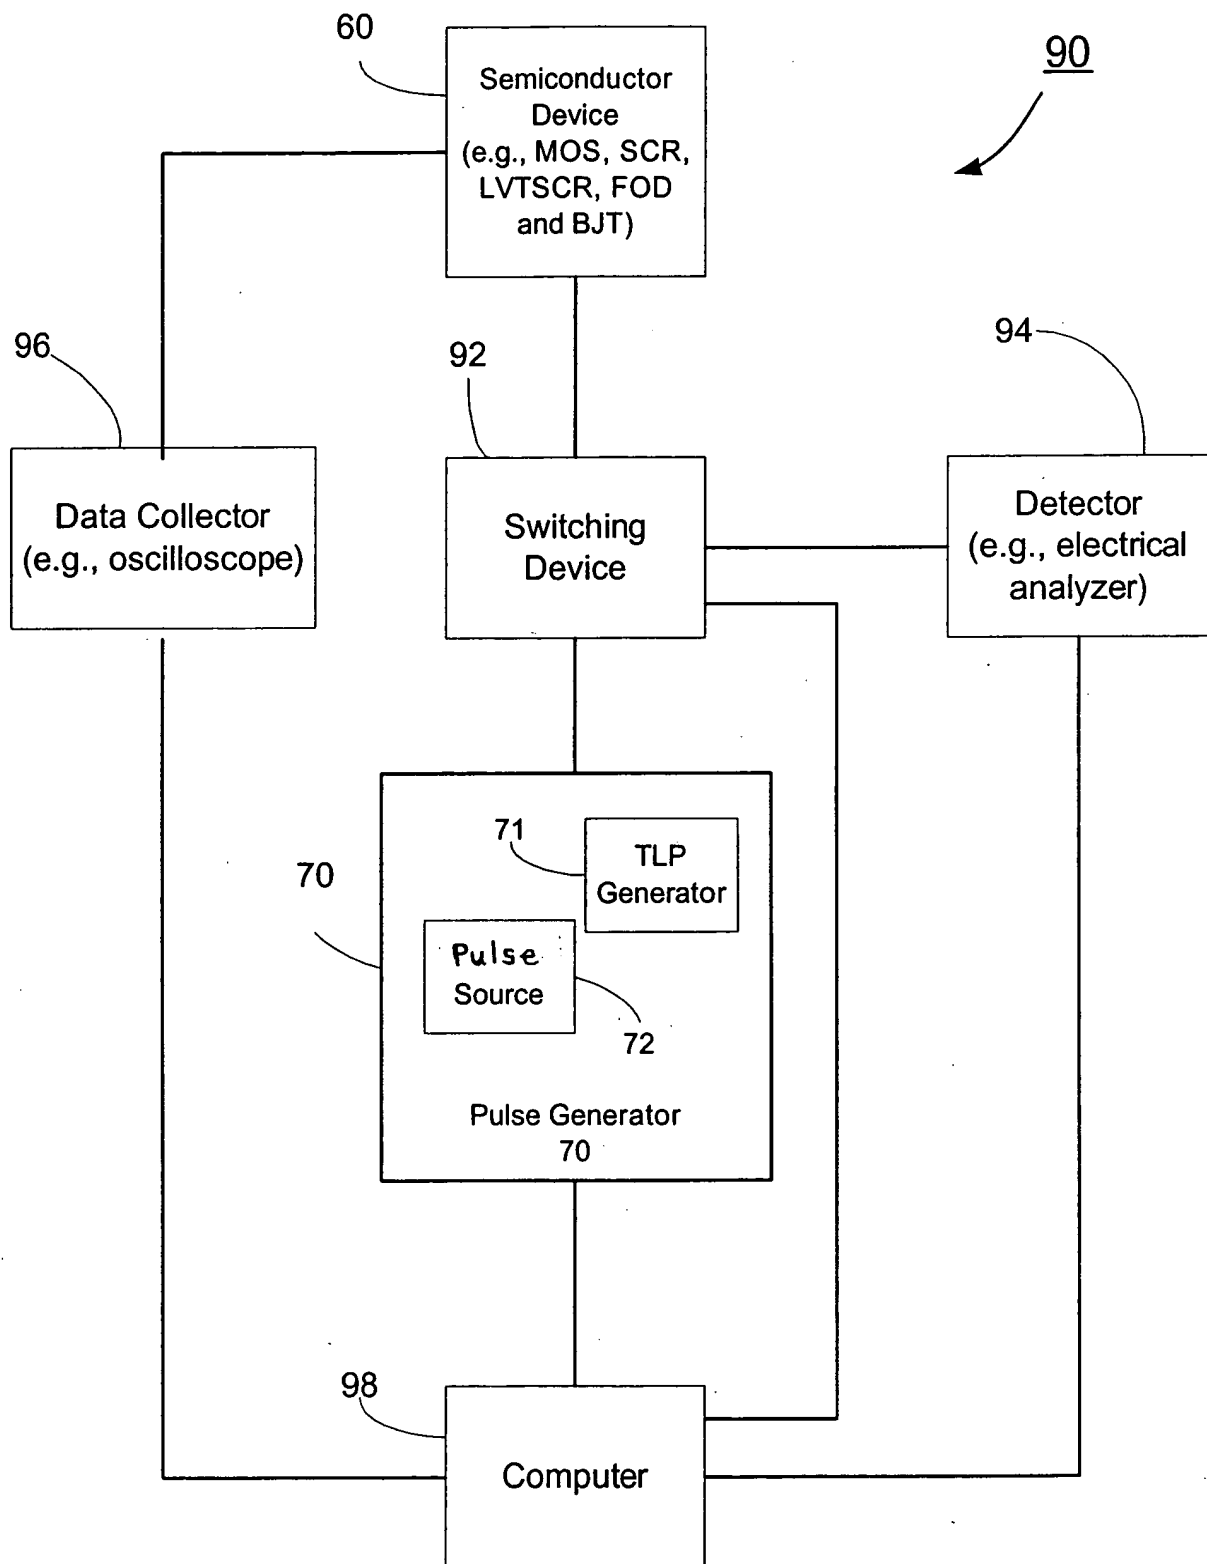 60
90
Semiconductor
Device
(e.g., MOS, SCR,
LVTSCR, FOD
and BJT)
96
92
94
Data Collector
(e.g., oscilloscope)
Switching
Device
Detector
(e.g., electrical
analyzer)
71
TLP
Generator
70
Pulse
Source
72
Pulse Generator
70
98
Computer